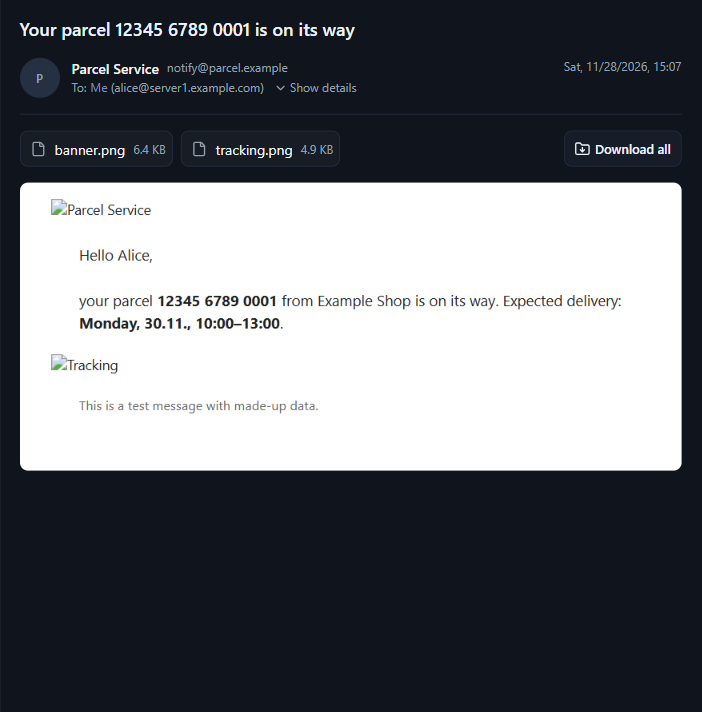 Your parcel 12345 6789 0001 is on its way
P
Parcel Service notify@parcel.example
Sat, 11/28/2026, 15:07
To: Me (alice@server1.example.com) Show details
banner.png 6.4 KB
tracking.png 4.9 KB
Download all
Parcel Service
Hello Alice,
your parcel 12345 6789 0001 from Example Shop is on its way. Expected delivery:
Monday, 30.11., 10:00–13:00.
Tracking
This is a test message with made-up data.